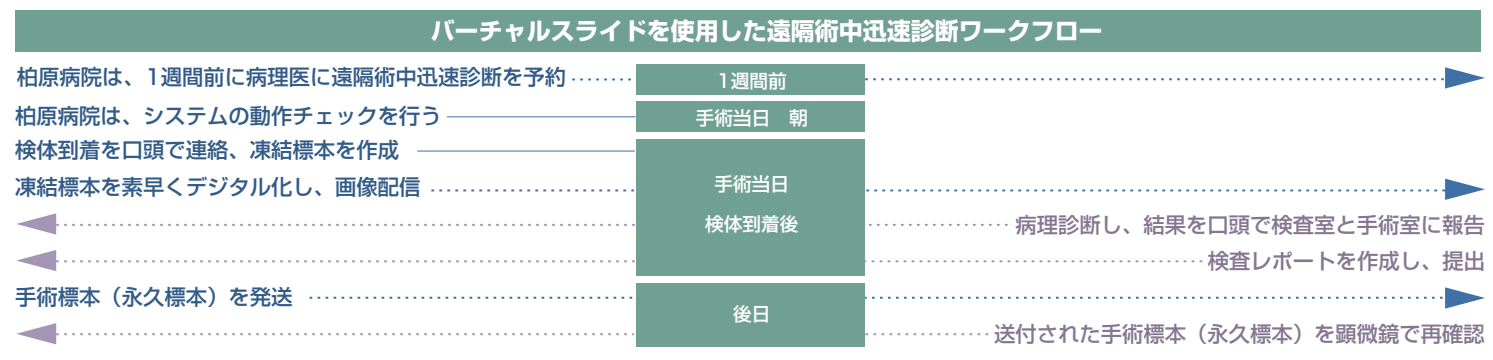 バーチャルスライドを使用した遠隔術中迅速診断ワークフロー
柏原病院は、1週間前に病理医に遠隔術中迅速診断を予約
1週間前
柏原病院は、システムの動作チェックを行う
手術当日　朝
検体到着を口頭で連絡、凍結標本を作成
凍結標本を素早くデジタル化し、画像配信
手術当日
検体到着後
病理診断し、結果を口頭で検査室と手術室に報告
検査レポートを作成し、提出
手術標本（永久標本）を発送
後日
送付された手術標本（永久標本）を顕微鏡で再確認